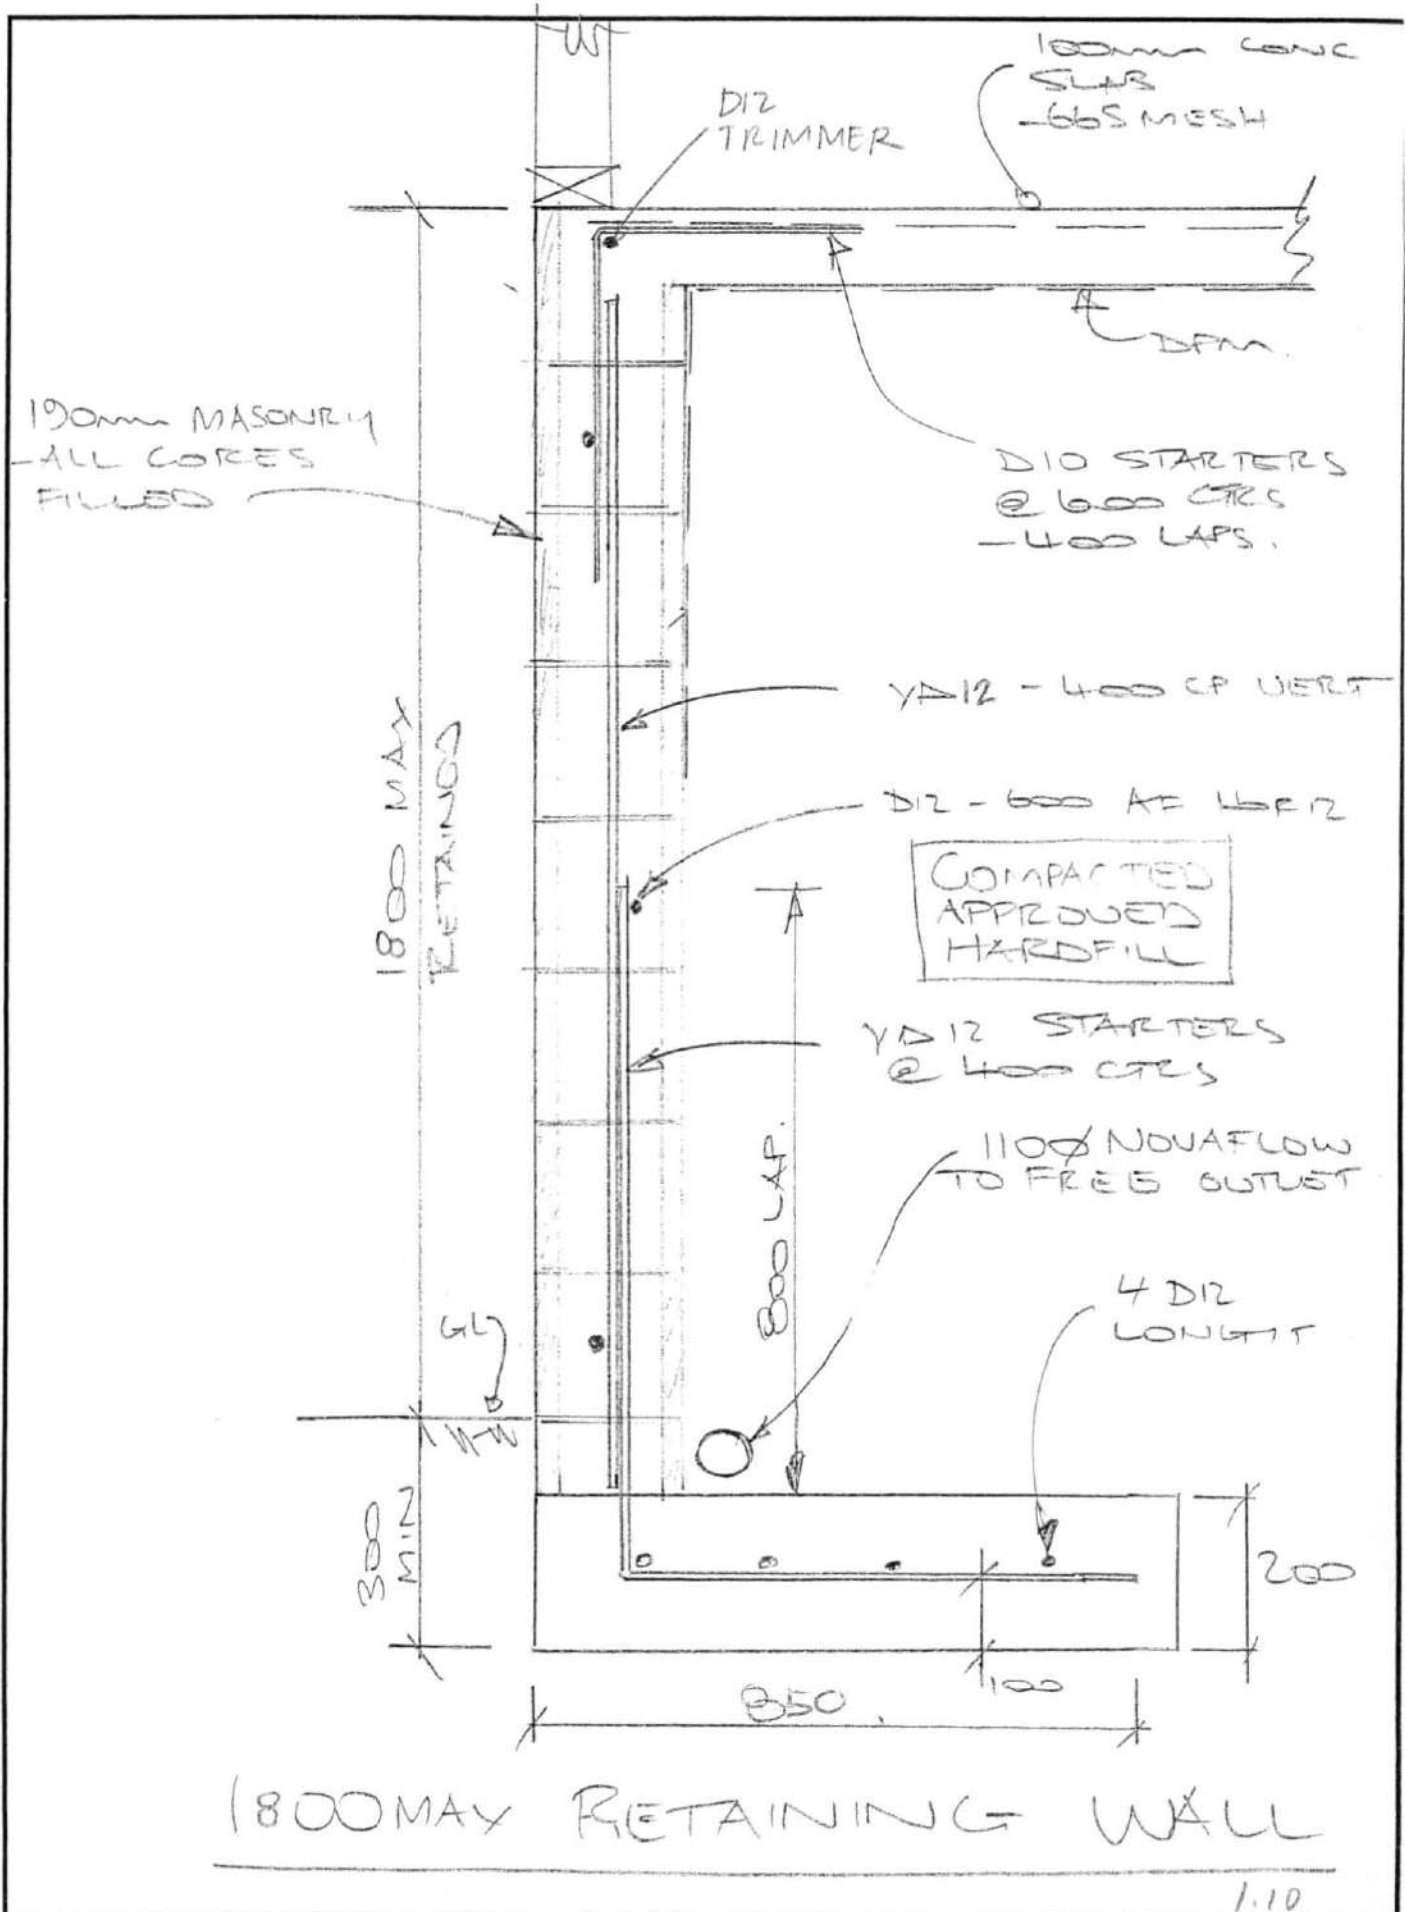 W
100mm CONC
SLAB
-665 MESH
D12
TRIMMER
DPM.
190mm MASONRY
-ALL CORES
FILLED
D10 STARTERS
@ 600 CTRS
-400 LAPS.
YD12 - 400 CP VERT
1800 MAX
RETAINED
D12 - 600 AF HORIZ
COMPACTED
APPROVED
HARDFILL
YD12 STARTERS
@ 400 CTRS
110Ø NOVAFLOW
TO FREE OUTLET
800 LAP.
4 D12
LONGIT
GL
300
MIN
200
100
850
1800 MAX RETAINING WALL
1:10